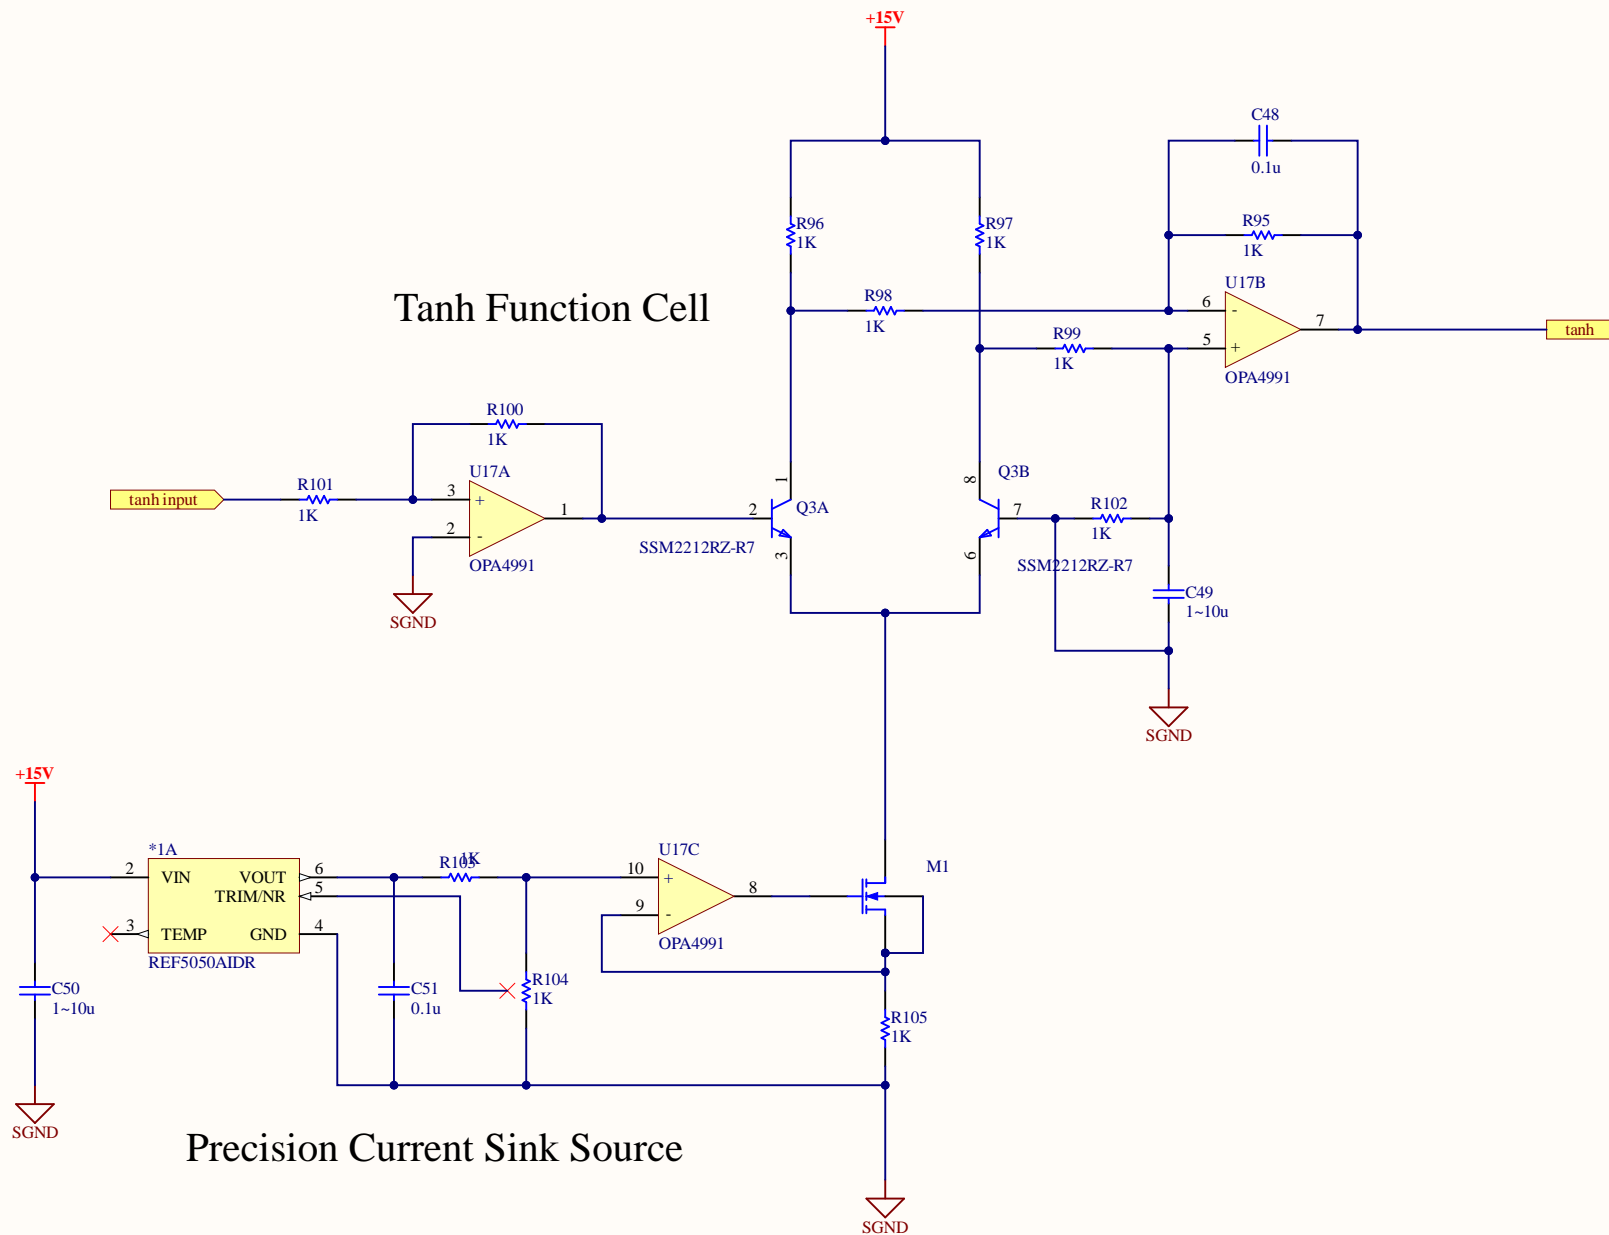 +15V
C48
0.1u
R96
1K
R97
1K
R95
1K
U17B
Tanh Function Cell
R98
1K
6
-
7
tanh
R99
1K
5
+
OPA4991
R100
1K
U17A
Q3B
tanh input
R101
1K
3
+
1
2
-
OPA4991
SGND
1
2
Q3A
3
SSM2212RZ-R7
8
7
6
R102
1K
SSM2212RZ-R7
C49
1~10u
SGND
+15V
*1A
2
VIN
VOUT
6
TRIM/NR
5
3
TEMP
GND
4
REF5050AIDR
R103
1K
U17C
10
+
8
9
-
OPA4991
M1
C50
1~10u
C51
0.1u
R104
1K
R105
1K
SGND
Precision Current Sink Source
SGND